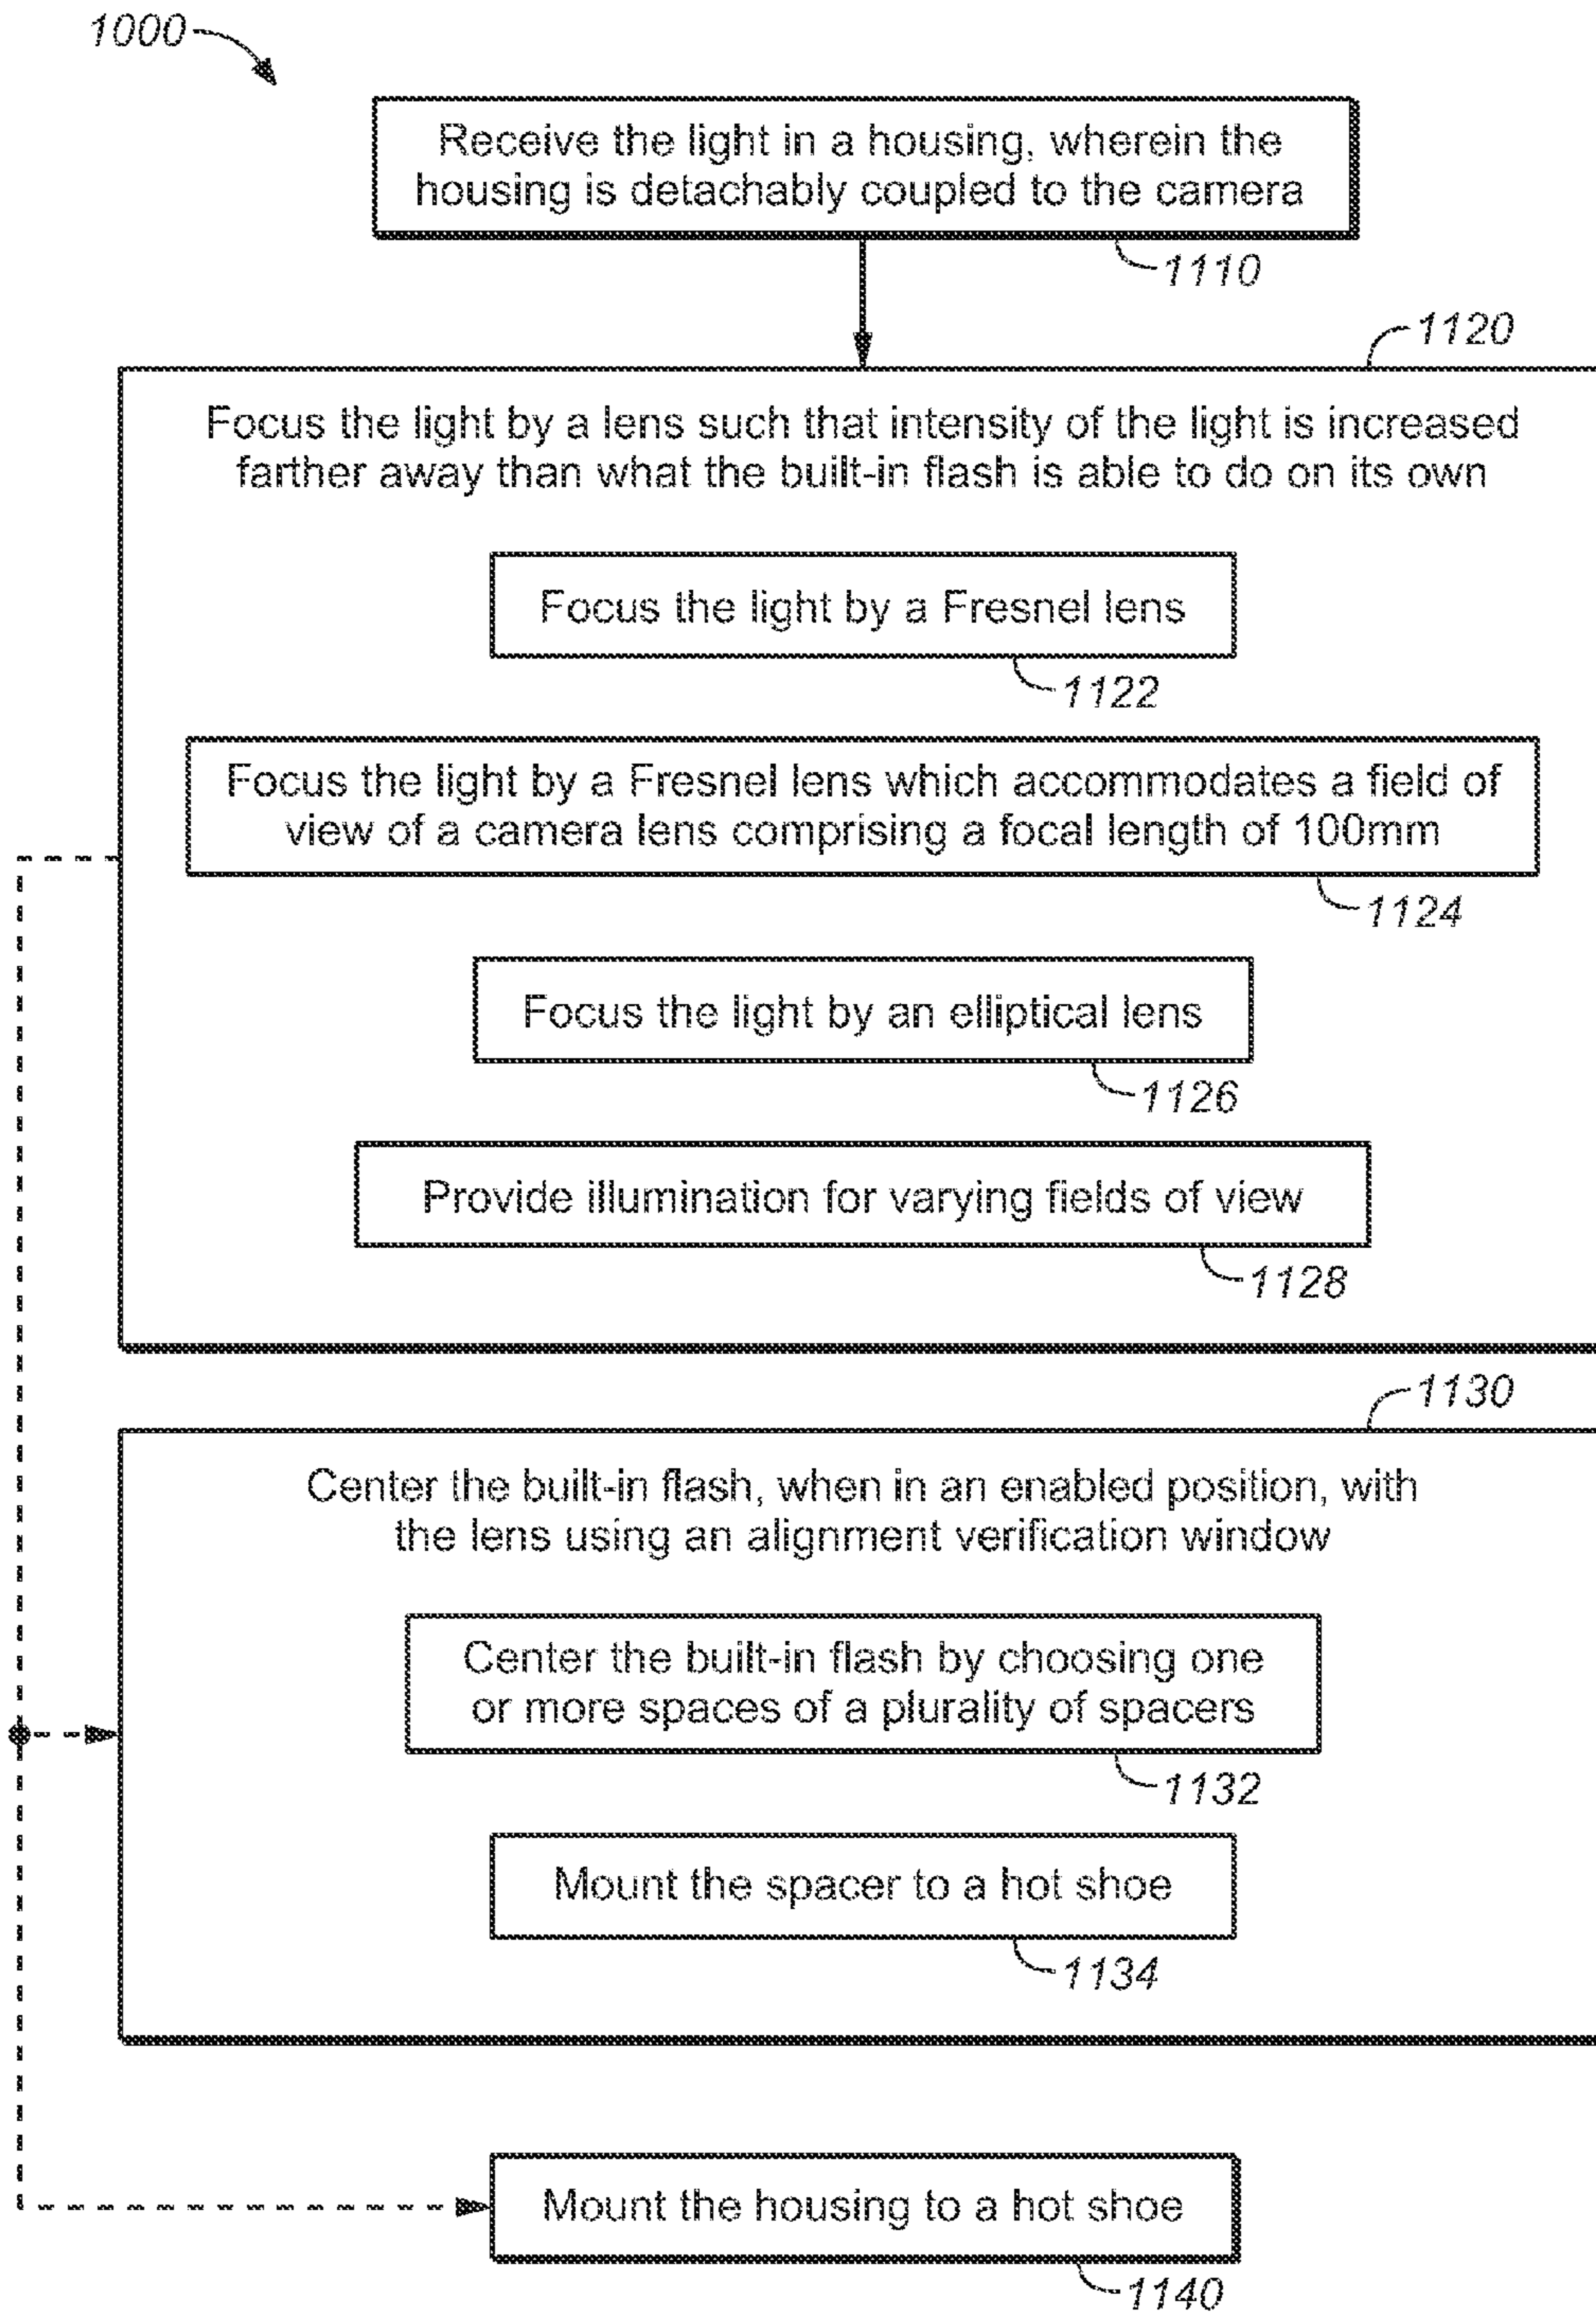 1000
Receive the light in a housing, wherein the
housing is detachably coupled to the camera
1110
1120
Focus the light by a lens such that intensity of the light is increased
farther away than what the built-in flash is able to do on its own
Focus the light by a Fresnel lens
1122
Focus the light by a Fresnel lens which accommodates a field of
view of a camera lens comprising a focal length of 100mm
1124
Focus the light by an elliptical lens
1126
Provide illumination for varying fields of view
1128
1130
Center the built-in flash, when in an enabled position, with
the lens using an alignment verification window
Center the built-in flash by choosing one
or more spaces of a plurality of spacers
1132
Mount the spacer to a hot shoe
1134
Mount the housing to a hot shoe
1140